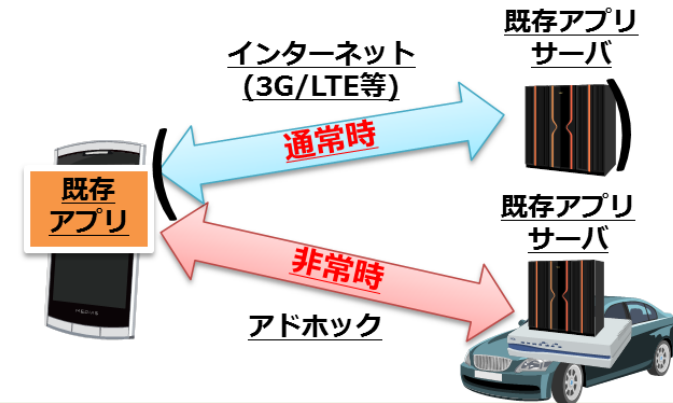 インターネット
(3G/LTE等)
既存アプリ
サーバ
通常時
既存
アプリ
既存アプリ
サーバ
非常時
アドホック